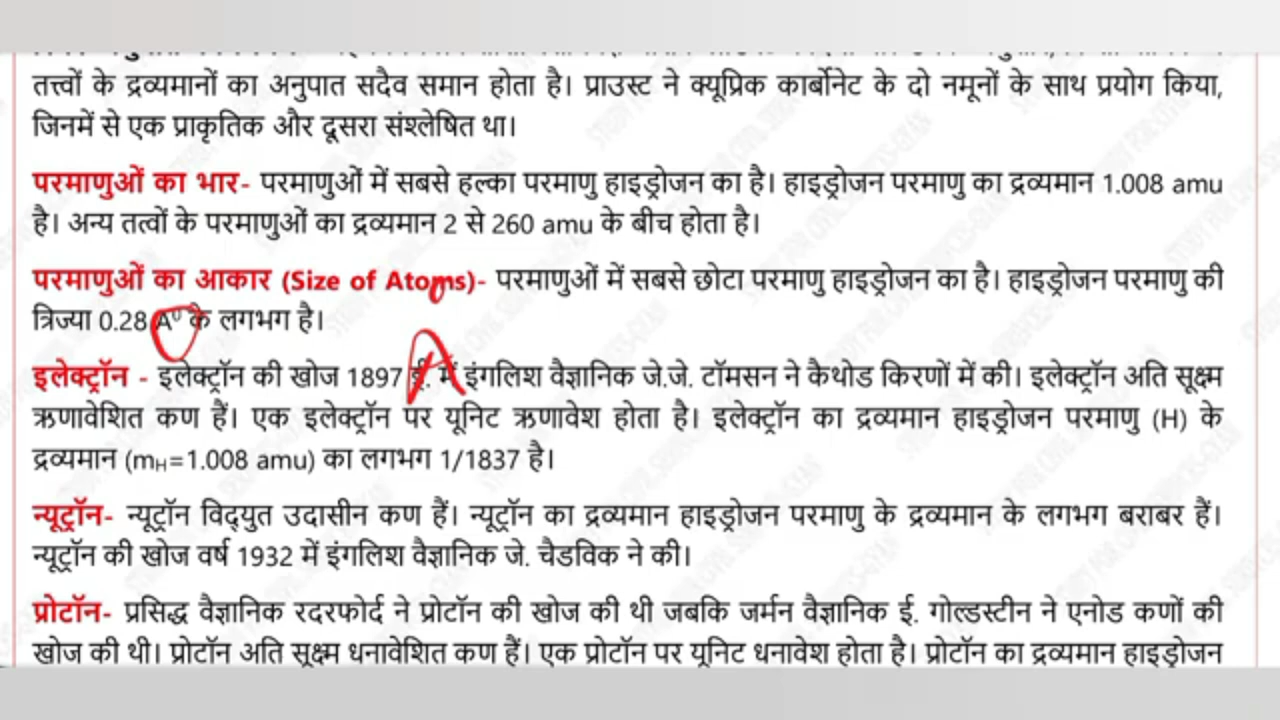 तत्त्वों के द्रव्यमानों का अनुपात सदैव समान होता है। प्राउस्ट ने क्यूप्रिक कार्बोनेट के दो नमूनों के साथ प्रयोग किया,
जिनमें से एक प्राकृतिक और दूसरा संश्लेषित था।
परमाणुओं का भार- परमाणुओं में सबसे हल्का परमाणु हाइड्रोजन का है। हाइड्रोजन परमाणु का द्रव्यमान 1.008 amu
है। अन्य तत्वों के परमाणुओं का द्रव्यमान 2 से 260 amu के बीच होता है।
परमाणुओं का आकार (Size of Atoms)- परमाणुओं में सबसे छोटा परमाणु हाइड्रोजन का है। हाइड्रोजन परमाणु की
त्रिज्या 0.28 A⁰ के लगभग है।
A
इलेक्ट्रॉन - इलेक्ट्रॉन की खोज 1897 ई. में इंगलिश वैज्ञानिक जे.जे. टॉमसन ने कैथोड किरणों में की। इलेक्ट्रॉन अति सूक्ष्म
ऋणावेशित कण हैं। एक इलेक्ट्रॉन पर यूनिट ऋणावेश होता है। इलेक्ट्रॉन का द्रव्यमान हाइड्रोजन परमाणु (H) के
द्रव्यमान (mH=1.008 amu) का लगभग 1/1837 है।
न्यूट्रॉन- न्यूट्रॉन विद्युत उदासीन कण हैं। न्यूट्रॉन का द्रव्यमान हाइड्रोजन परमाणु के द्रव्यमान के लगभग बराबर हैं।
न्यूट्रॉन की खोज वर्ष 1932 में इंगलिश वैज्ञानिक जे. चैडविक ने की।
प्रोटॉन- प्रसिद्ध वैज्ञानिक रदरफोर्ड ने प्रोटॉन की खोज की थी जबकि जर्मन वैज्ञानिक ई. गोल्डस्टीन ने एनोड कणों की
खोज की थी। प्रोटॉन अति सूक्ष्म धनावेशित कण हैं। एक प्रोटॉन पर यूनिट धनावेश होता है। प्रोटॉन का द्रव्यमान हाइड्रोजन